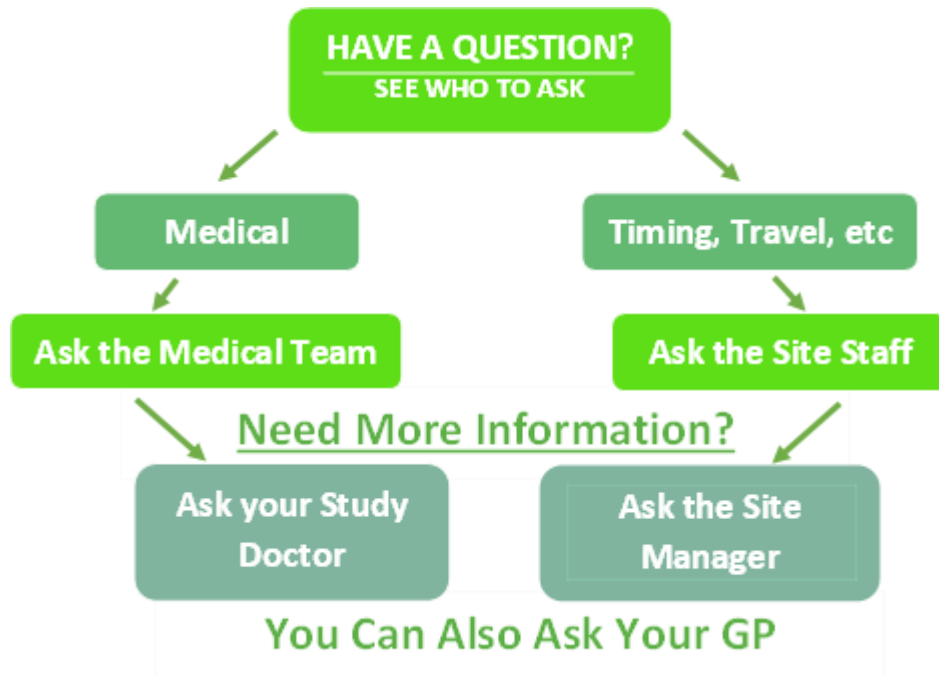 HAVE A QUESTION?
SEE WHO TO ASK
Medical
Timing, Travel, etc
Ask the Medical Team
Ask the Site Staff
Need More Information?
Ask your Study
Doctor
Ask the Site
Manager
You Can Also Ask Your GP